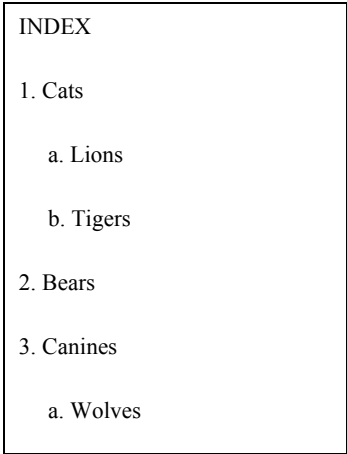 INDEX
1. Cats
a. Lions
b. Tigers
2. Bears
3. Canines
a. Wolves